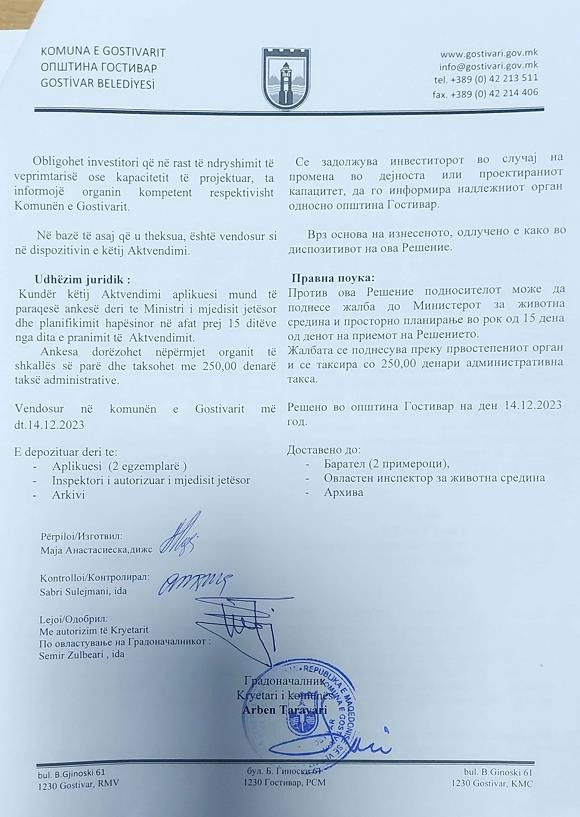 KOMUNA E GOSTIVARIT
ОПШТИНА ГОСТИВАР
GOSTİVAR BELEDİYESİ
www.gostivari.gov.mk
info@gostivari.gov.mk
tel. +389 (0) 42 213 511
fax. +389 (0) 42 214 406
Obligohet investitori që në rast të ndryshimit të
veprimtarisë ose kapacitetit të projektuar, ta
informojë organin kompetent respektivisht
Komunën e Gostivarit.
Në bazë të asaj që u theksua, është vendosur si
në dispozitivin e këtij Aktvendimi.
Udhëzim juridik :
Kundër këtij Aktvendimi aplikuesi mund të
paraqesë ankesë deri te Ministri i mjedisit jetësor
dhe planifikimit hapësinor në afat prej 15 ditëve
nga dita e pranimit të Aktvendimit.
Ankesa dorëzohet nëpërmjet organit të
shkallës së parë dhe taksohet me 250,00 denarë
taksë administrative.
Vendosur në komunën e Gostivarit më
dt.14.12.2023
E depozituar deri te:
- Aplikuesi (2 egzemplarë )
- Inspektori i autorizuar i mjedisit jetësor
- Arkivi
Се задолжува инвеститорот во случај на
промена во дејноста или проектираниот
капацитет, да го информира надлежниот орган
односно општина Гостивар.
Врз основа на изнесеното, одлучено е како во
диспозитивот на ова Решение.
Правна поука:
Против ова Решение подносителот може да
поднесе жалба до Министерот за животна
средина и просторно планирање во рок од 15 дена
од денот на приемот на Решението.
Жалбата се поднесува преку првостепениот орган
и се таксира со 250,00 денари административна
такса.
Решено во општина Гостивар на ден 14.12.2023
год.
Доставено до:
- Барател (2 примероци),
- Овластен инспектор за животна средина
- Архива
Përpiloi/Изготвил:
Маја Анастасиеска,дижс
Kontrolloi/Контролирал:
Sabri Sulejmani, ida
Lejoi/Одобрил:
Me autorizim të Kryetarit
По овластување на Градоначалникот :
Semir Zulbeari , ida
Градоначалник
Kryetari i komunës
Arben Taravari
bul. B.Gjinoski 61
1230 Gostivar, RMV
бул. Б. Ѓиноски 61
1230 Гостивар, РСМ
bul. B.Ginoski 61
1230 Gostivar, KMC